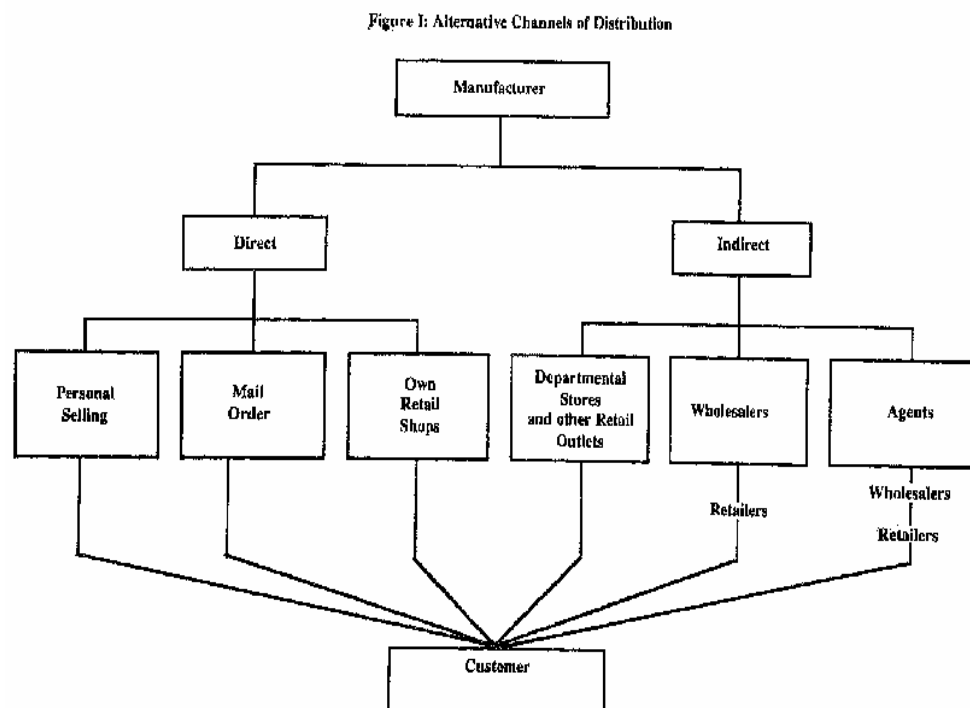 Figure I: Alternative Channels of Distribution
Manufacturer
Direct
Indirect
Personal
Selling
Mail
Order
Own
Retail
Shops
Departmental
Stores
and other Retail
Outlets
Wholesalers
Agents
Retailers
Wholesalers
Retailers
Customer